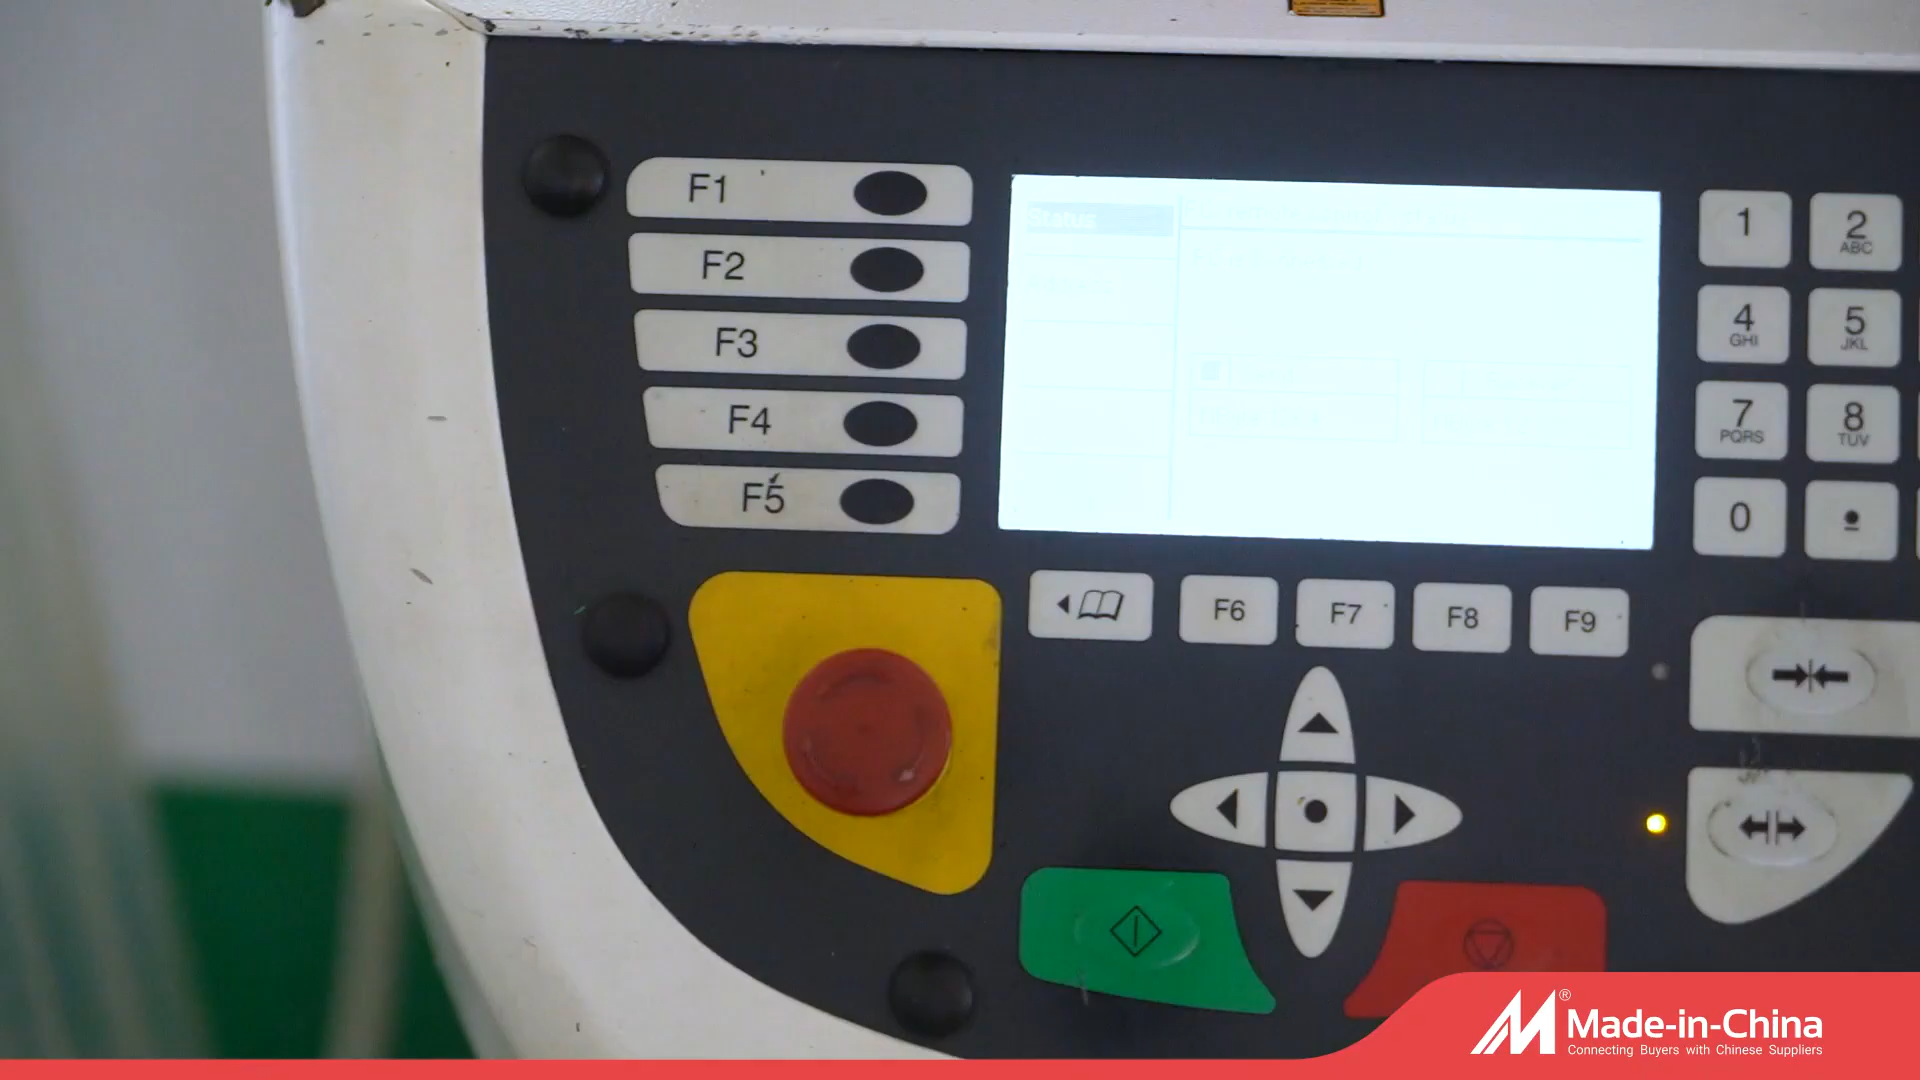 F1
F2
F3
F4
F5
Status
1
2
ABC
4
GHI
5
JKL
7
PQRS
8
TUV
0
F6
F7
F8
F9
Made-in-China
®
Connecting Buyers with Chinese Suppliers